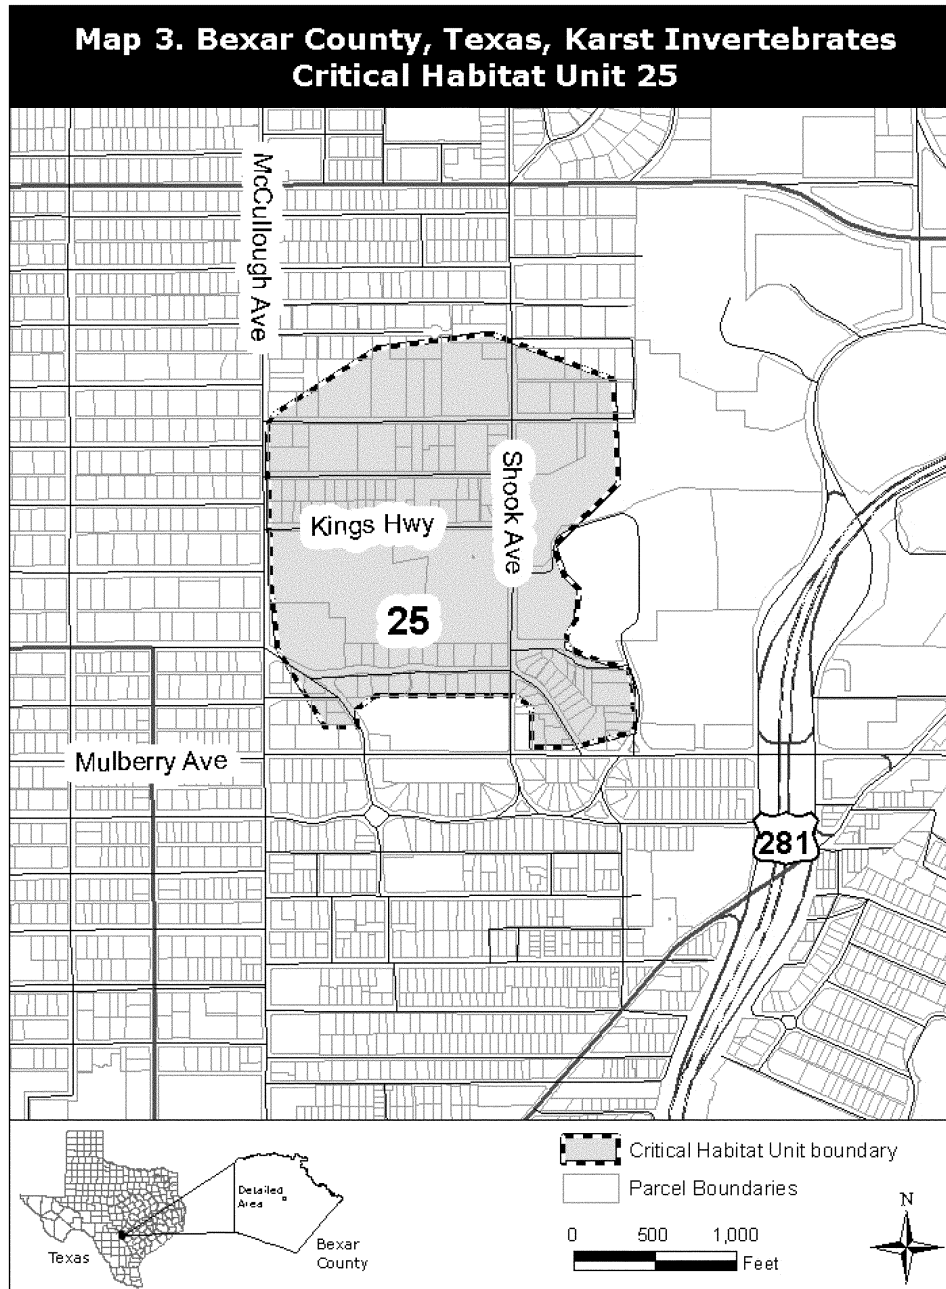 Map 3. Bexar County, Texas, Karst Invertebrates
Critical Habitat Unit 25
McCullough Ave
Shook Ave
Kings Hwy
25
Mulberry Ave
281
Critical Habitat Unit boundary
Parcel Boundaries
0 500 1,000
Feet
N
Detailed
Area
Texas
Bexar
County